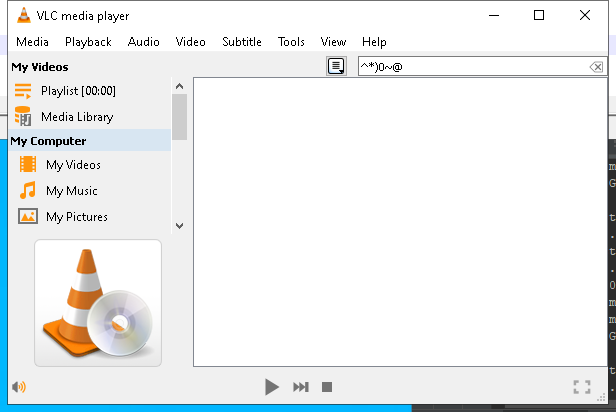 VLC media player
Media Playback Audio Video Subtitle Tools View Help
My Videos
^*)0~@
Playlist [00:00]
Media Library
My Computer
My Videos
My Music
My Pictures
m
G
t
.
t
.
0
m
m
G
t
.